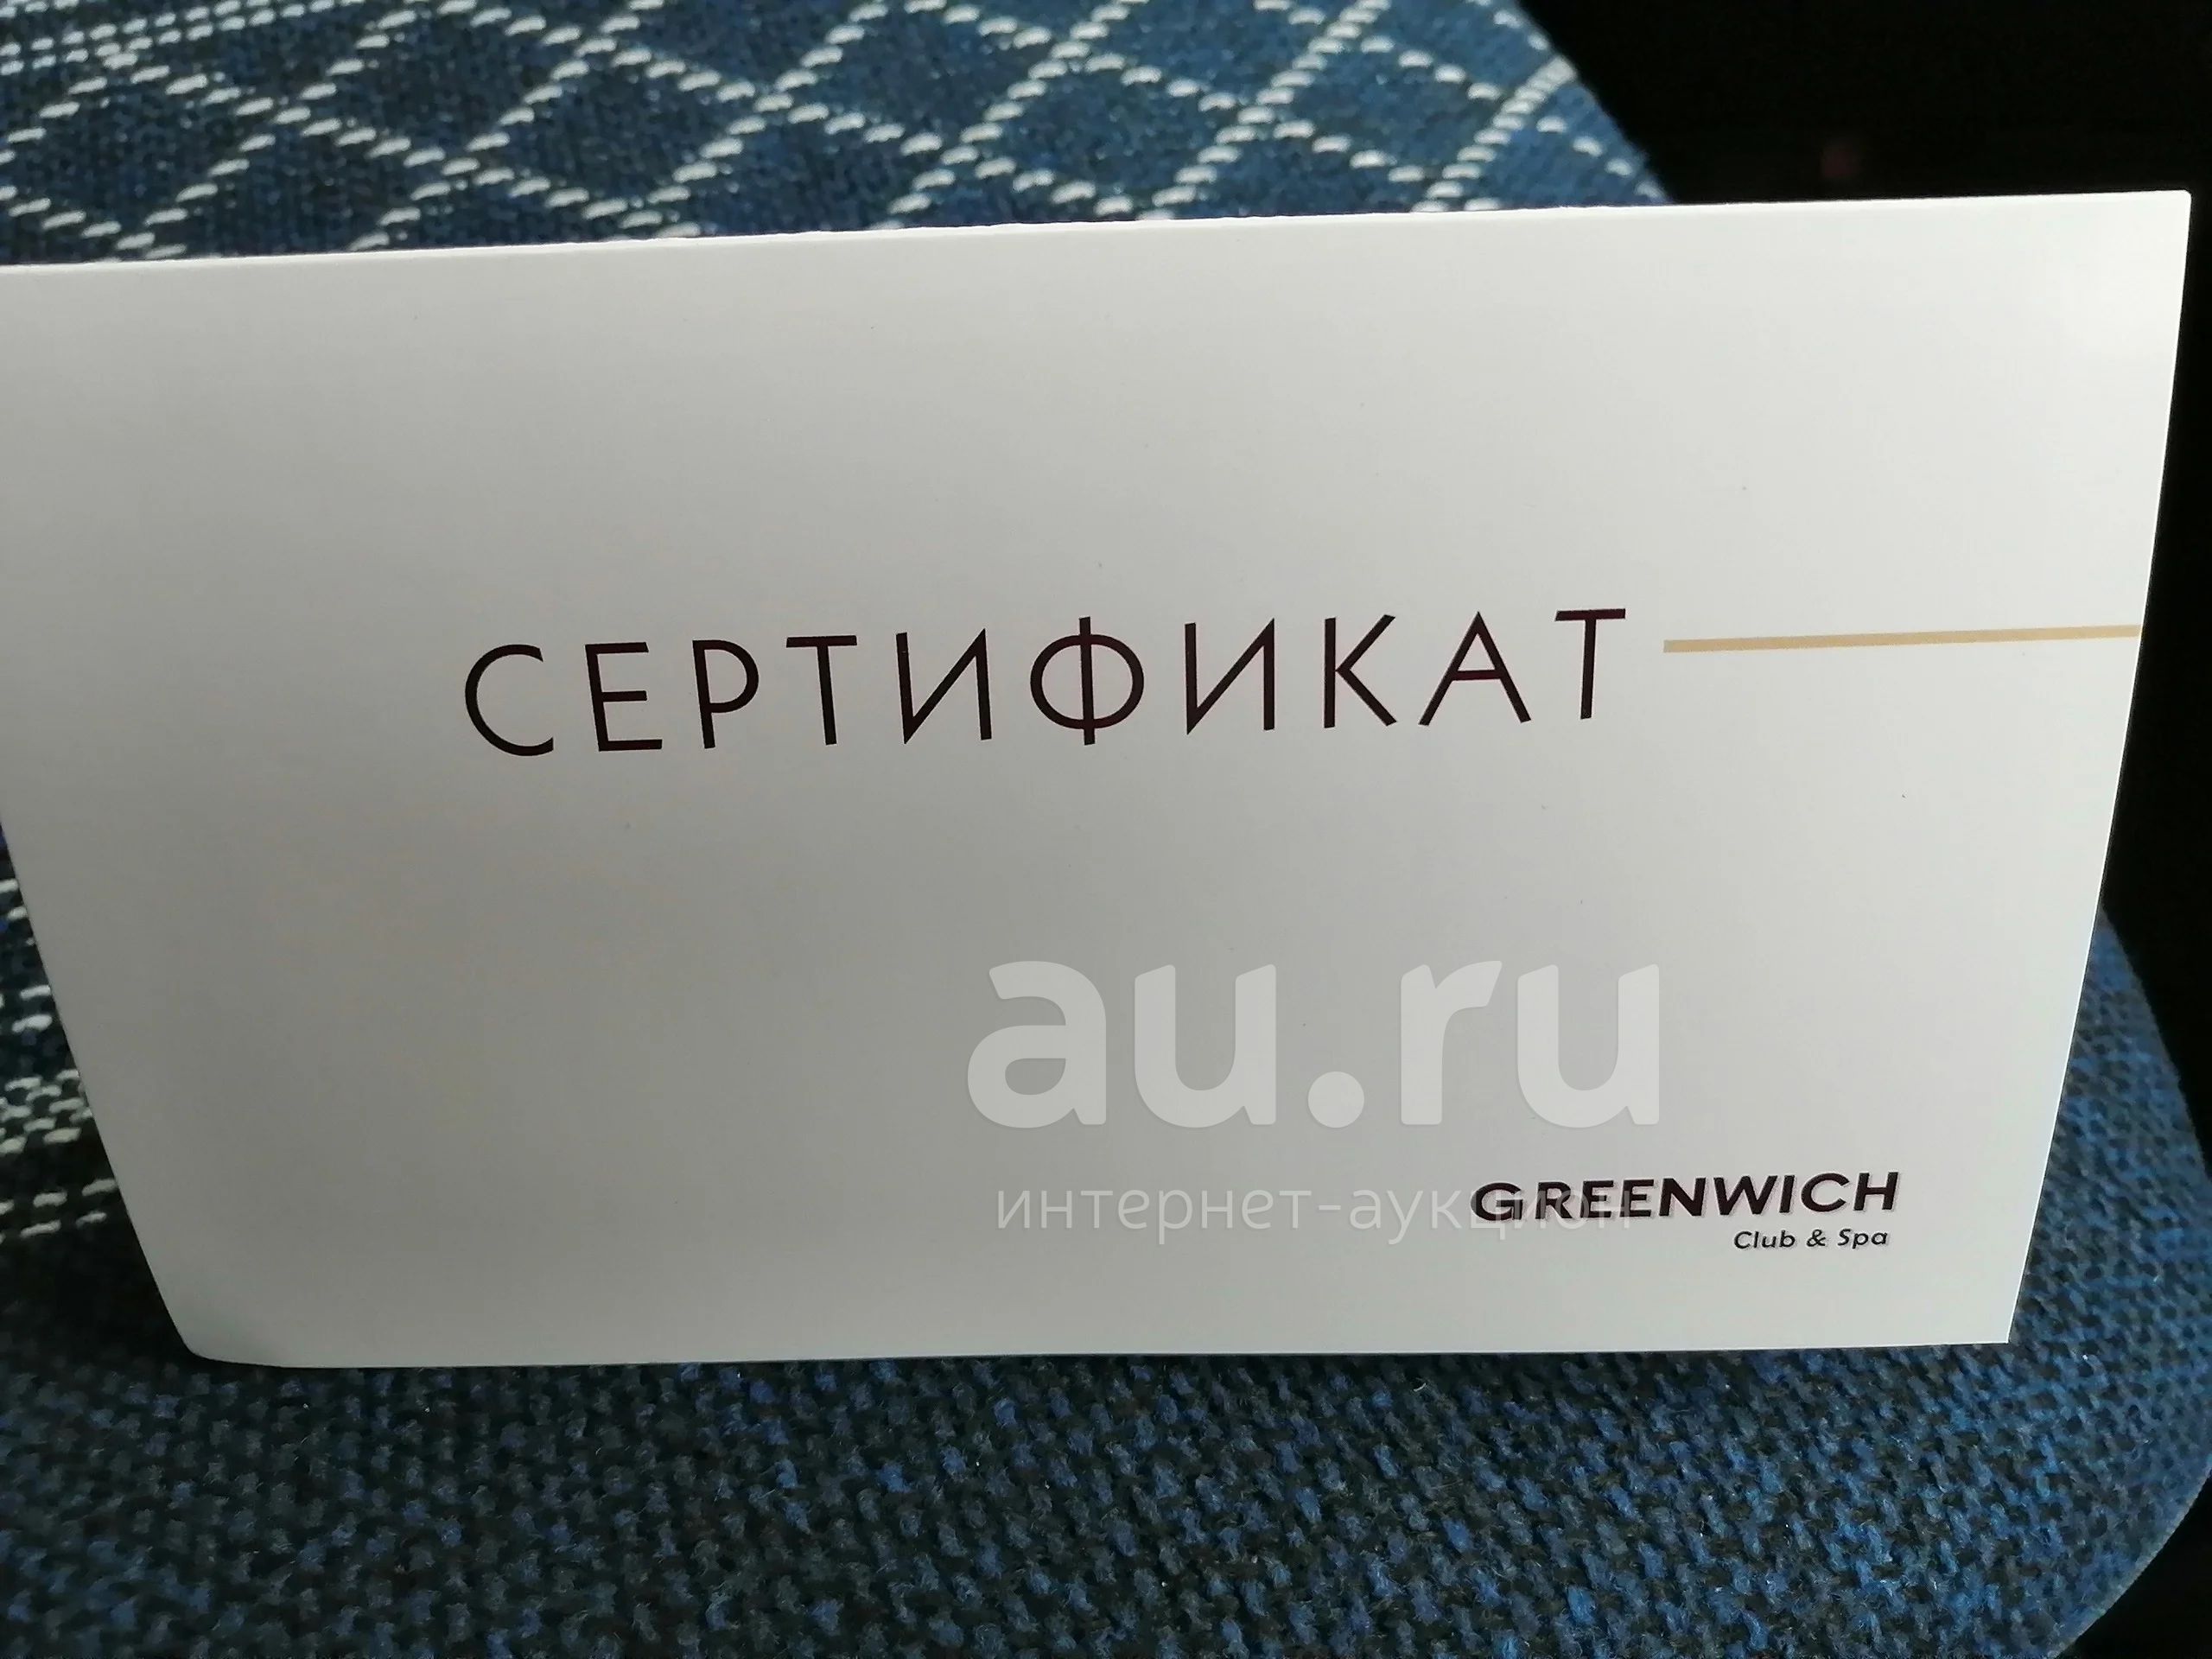 СЕРТИФИКАТ
au.ru
интернет-аукцион
GREENWICH
Club & Spa